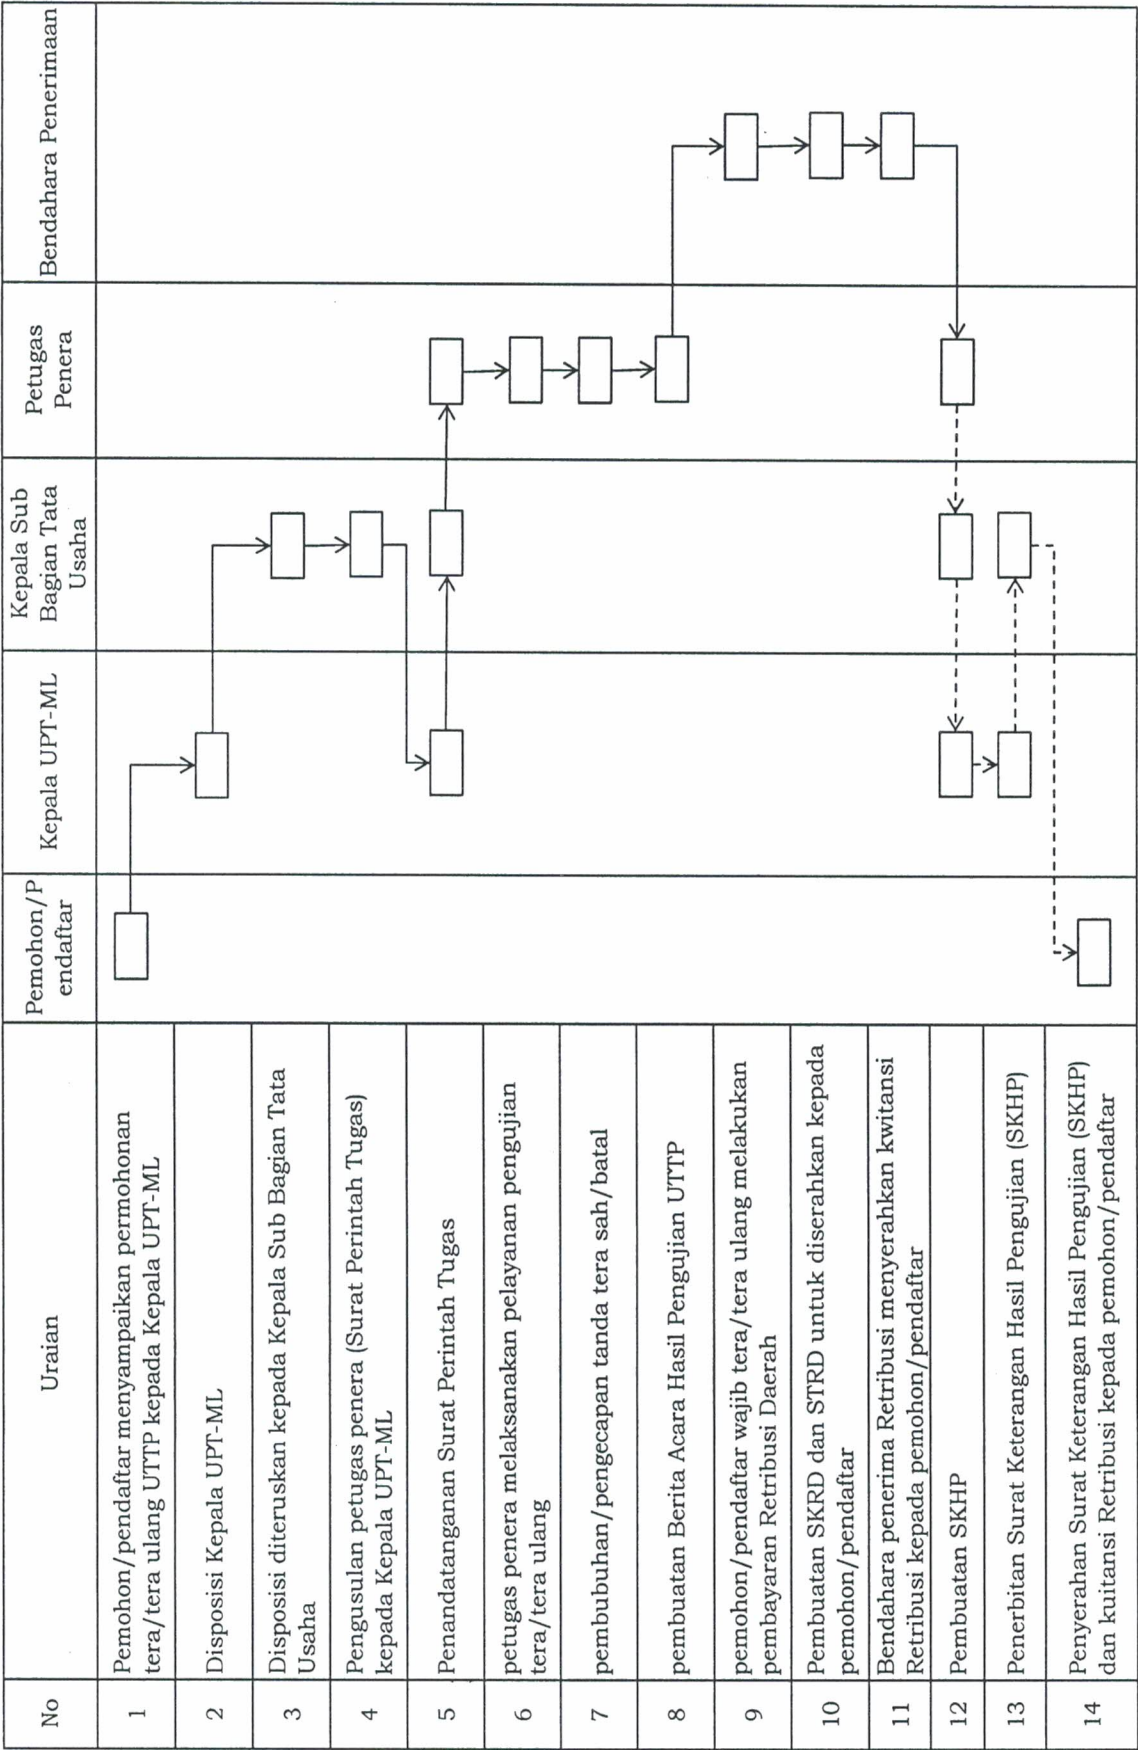 No
Uraian
Pemohon/P
endaftar
Kepala UPT-ML
Kepala Sub
Bagian Tata
Usaha
Petugas
Penera
Bendahara Penerimaan
1
Pemohon/pendaftar menyampaikan permohonan
tera/tera ulang UTTP kepada Kepala UPT-ML
2
Disposisi Kepala UPT-ML
3
Disposisi diteruskan kepada Kepala Sub Bagian Tata
Usaha
4
Pengusulan petugas penera (Surat Perintah Tugas)
kepada Kepala UPT-ML
5
Penandatanganan Surat Perintah Tugas
6
petugas penera melaksanakan pelayanan pengujian
tera/tera ulang
7
pembubuhan/pengecapan tanda tera sah/batal
8
pembuatan Berita Acara Hasil Pengujian UTTP
9
pemohon/pendaftar wajib tera/tera ulang melakukan
pembayaran Retribusi Daerah
10
Pembuatan SKRD dan STRD untuk diserahkan kepada
pemohon/pendaftar
11
Bendahara penerima Retribusi menyerahkan kwitansi
Retribusi kepada pemohon/pendaftar
12
Pembuatan SKHP
13
Penerbitan Surat Keterangan Hasil Pengujian (SKHP)
14
Penyerahan Surat Keterangan Hasil Pengujian (SKHP)
dan kuitansi Retribusi kepada pemohon/pendaftar